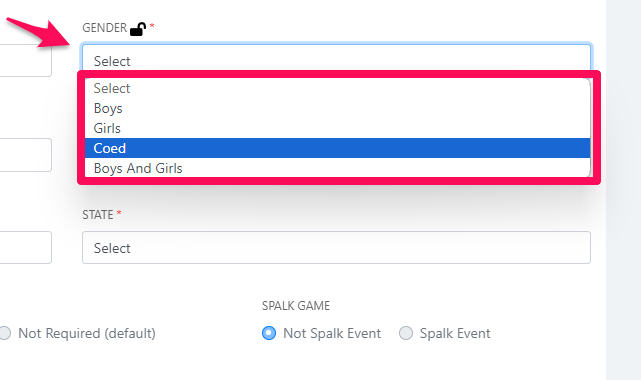 GENDER *
Select
Select
Boys
Girls
Coed
Boys And Girls
STATE *
Select
SPALK GAME
Not Required (default)
Not Spalk Event
Spalk Event